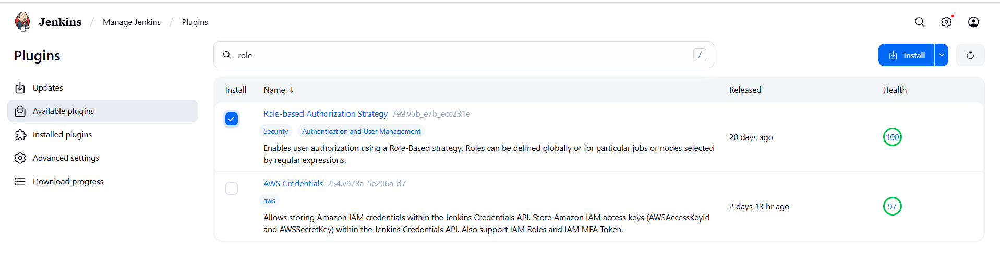 Jenkins / Manage Jenkins / Plugins
Plugins
role /
Install
Updates
Available plugins
Installed plugins
Advanced settings
Download progress
Install Name ↓ Released Health
Role-based Authorization Strategy 799.v5b_e7b_ecc231e
Security Authentication and User Management
Enables user authorization using a Role-Based strategy. Roles can be defined globally or for particular jobs or nodes selected
by regular expressions.
20 days ago
100
AWS Credentials 254.v978a_5e206a_d7
aws
Allows storing Amazon IAM credentials within the Jenkins Credentials API. Store Amazon IAM access keys (AWSAccessKeyId
and AWSSecretKey) within the Jenkins Credentials API. Also support IAM Roles and IAM MFA Token.
2 days 13 hr ago
97